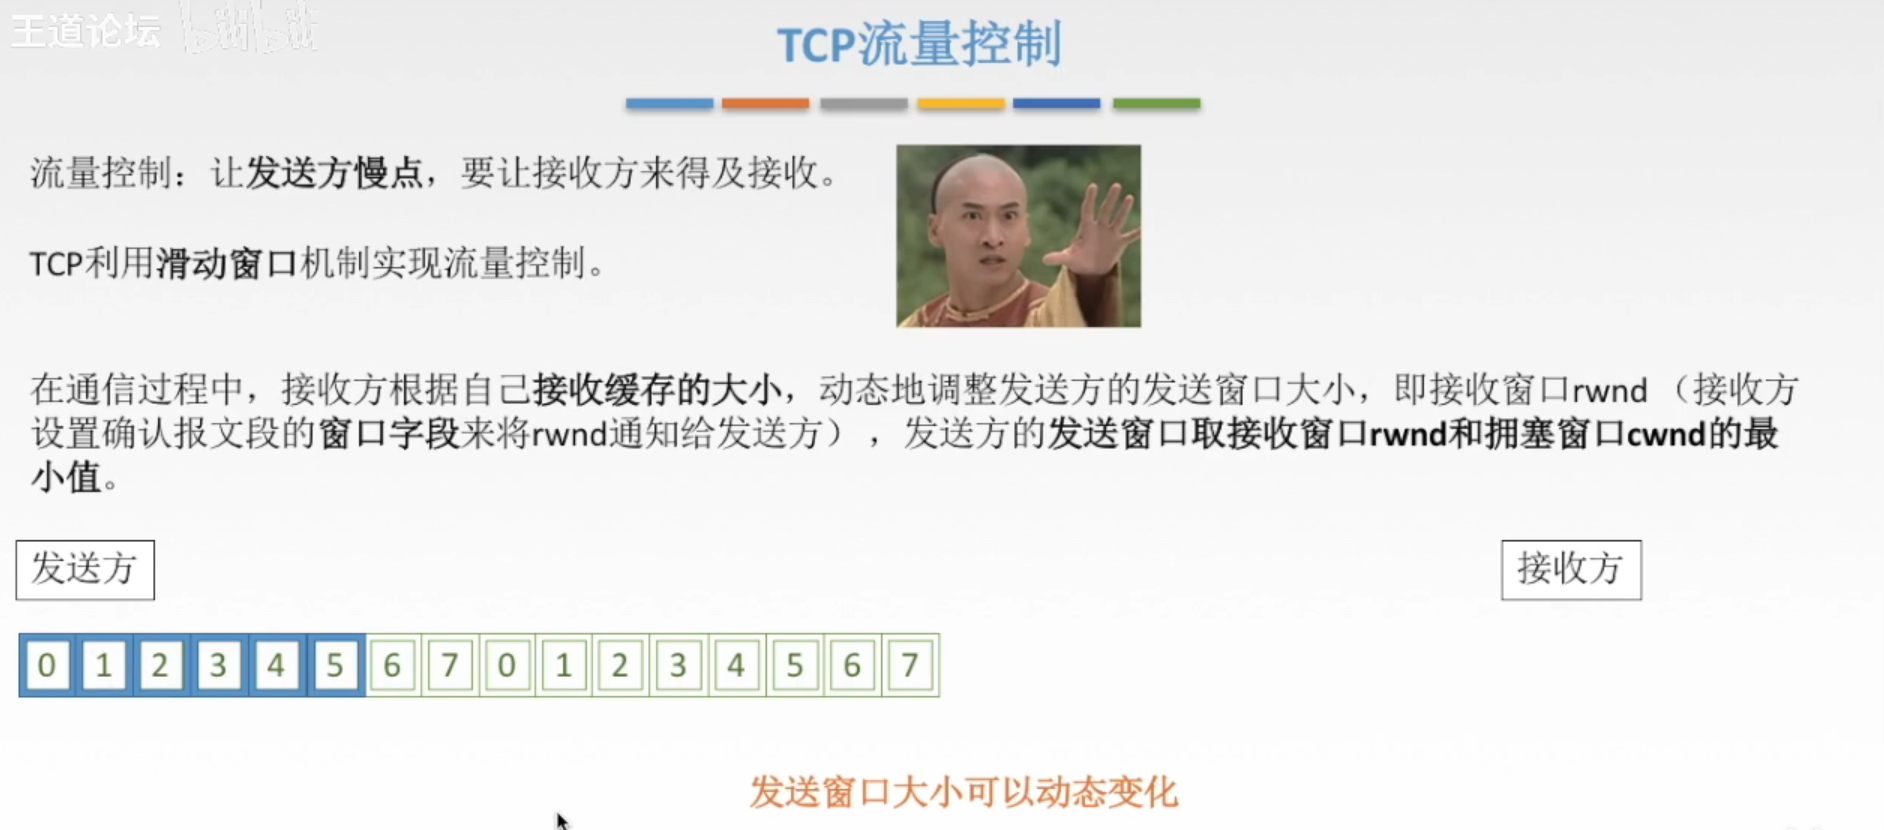 王道论坛 bilibili
TCP流量控制
流量控制：让发送方慢点，要让接收方来得及接收。
TCP利用滑动窗口机制实现流量控制。
在通信过程中，接收方根据自己接收缓存的大小，动态地调整发送方的发送窗口大小，即接收窗口rwnd（接收方
设置确认报文段的窗口字段来将rwnd通知给发送方），发送方的发送窗口取接收窗口rwnd和拥塞窗口cwnd的最
小值。
发送方 接收方
0 1 2 3 4 5 6 7 0 1 2 3 4 5 6 7
发送窗口大小可以动态变化